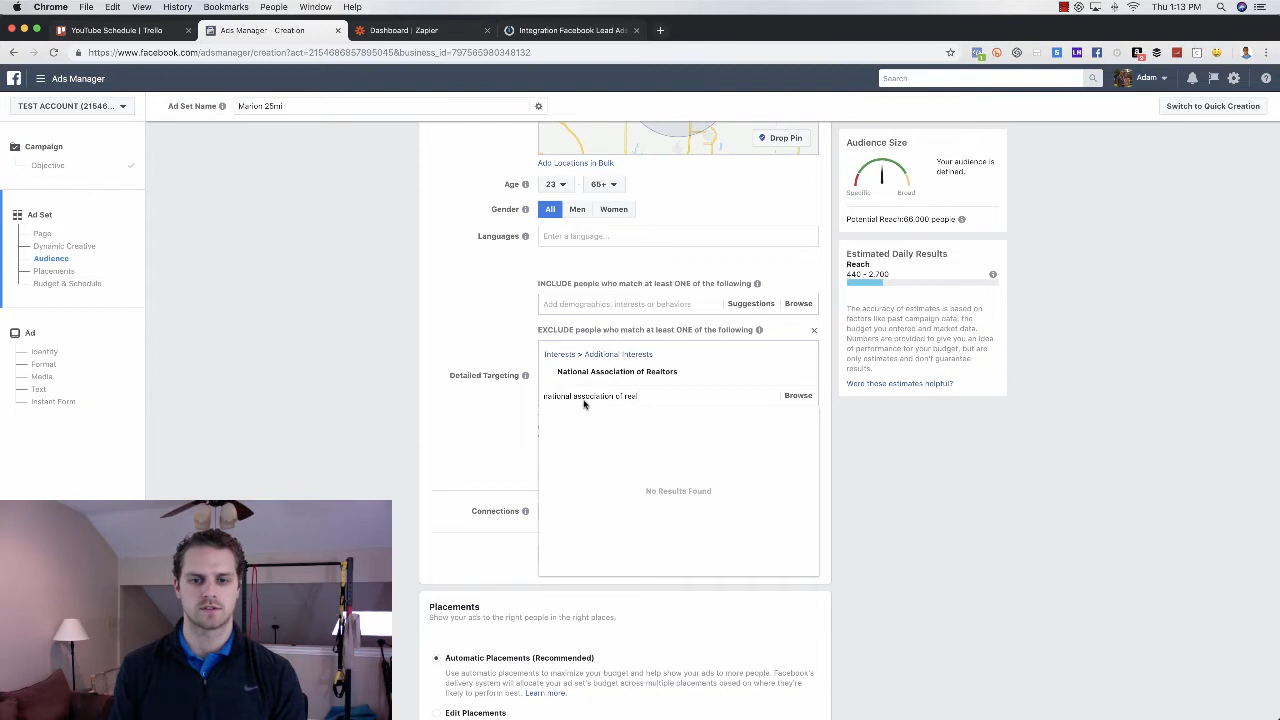 Chrome File Edit View History Bookmarks People Window Help
Thu 1:13 PM
YouTube Schedule | Trello
Ads Manager - Creation
Dashboard | Zapier
Integration Facebook Lead Ads
https://www.facebook.com/adsmanager/creation?act=2154686857895045&business_id=797565980348132
Ads Manager
Search
Adam
TEST ACCOUNT (21546...
Ad Set Name
Marion 25mi
Switch to Quick Creation
Campaign
Objective
Ad Set
Page
Dynamic Creative
Audience
Placements
Budget & Schedule
Ad
Identity
Format
Media
Text
Instant Form
Drop Pin
Add Locations in Bulk
Age
23 - 65+
Gender
All Men Women
Languages
Enter a language...
INCLUDE people who match at least ONE of the following
Add demographics, interests or behaviors
Suggestions
Browse
EXCLUDE people who match at least ONE of the following
Detailed Targeting
Interests > Additional Interests
National Association of Realtors
national association of real
Browse
No Results Found
Connections
Placements
Show your ads to the right people in the right places.
Automatic Placements (Recommended)
Use automatic placements to maximize your budget and help show your ads to more people. Facebook's
delivery system will allocate your ad set's budget across multiple placements based on where they're
likely to perform best. Learn more.
Edit Placements
Audience Size
Specific
Broad
Your audience is
defined.
Potential Reach:66,000 people
Estimated Daily Results
Reach
440 - 2,700
The accuracy of estimates is based on
factors like past campaign data, the
budget you entered and market data.
Numbers are provided to give you an idea
of performance for your budget, but are
only estimates and don't guarantee
results.
Were these estimates helpful?